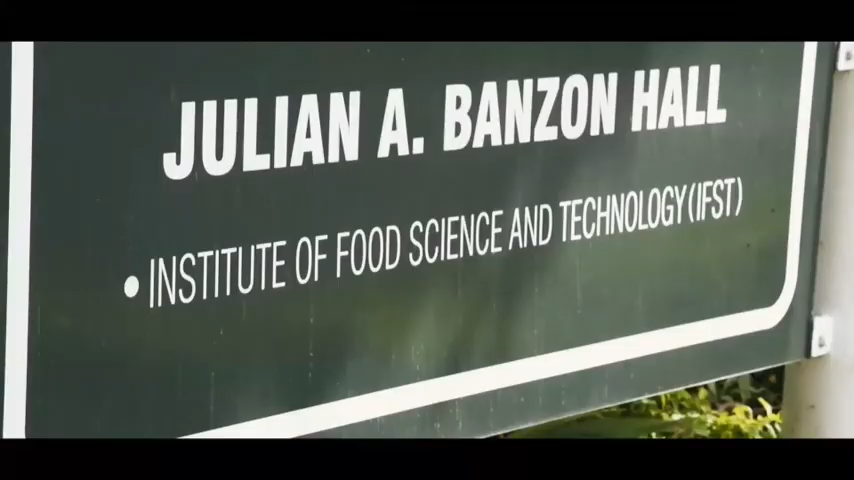 JULIAN A. BANZON HALL
• INSTITUTE OF FOOD SCIENCE AND TECHNOLOGY(IFST)